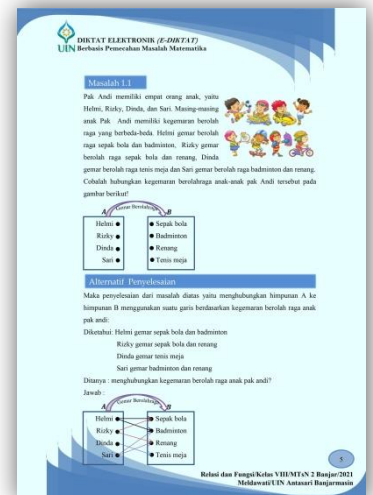 DIKTAT ELEKTRONIK (E-DIKTAT)
UIN Berbasis Pemecahan Masalah Matematika
Masalah 1.1
Pak Andi memiliki empat orang anak, yaitu
Helmi, Rizky, Dinda, dan Sari. Masing-masing
anak Pak Andi memiliki kegemaran berolah
raga yang berbeda-beda. Helmi gemar berolah
raga sepak bola dan badminton, Rizky gemar
berolah raga sepak bola dan renang, Dinda
gemar berolah raga tenis meja dan Sari gemar berolah raga badminton dan renang.
Cobalah hubungkan kegemaran berolahraga anak-anak pak Andi tersebut pada
gambar berikut!
Gemar Berolahraga
A B
Helmi Sepak bola
Rizky Badminton
Dinda Renang
Sari Tenis meja
Alternatif Penyelesaian
Maka penyelesaian dari masalah diatas yaitu menghubungkan himpunan A ke
himpunan B menggunakan suatu garis berdasarkan kegemaran berolah raga anak
pak andi:
Diketahui: Helmi gemar sepak bola dan badminton
Rizky gemar sepak bola dan renang
Dinda gemar tenis meja
Sari gemar badminton dan renang
Ditanya : menghubungkan kegemaran berolah raga anak pak andi?
Jawab :
Gemar Berolahraga
A B
Helmi Sepak bola
Rizky Badminton
Dinda Renang
Sari Tenis meja
5
Relasi dan Fungsi/Kelas VIII/MTsN 2 Banjar/2021
Meldawati/UIN Antasari Banjarmasin